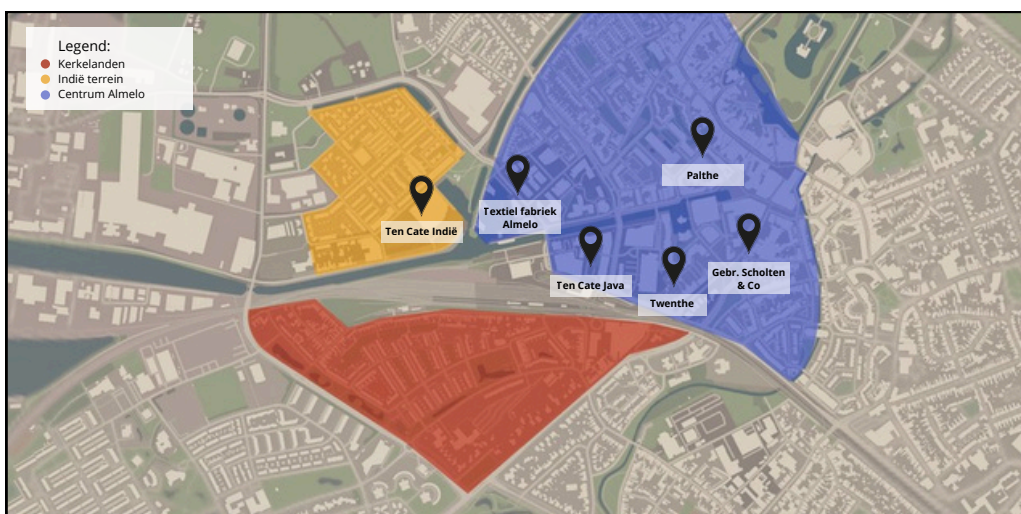 Legend:
Kerkelanden
Indië terrein
Centrum Almelo
Palthe
Textiel fabriek
Almelo
Ten Cate Indië
Gebr. Scholten
& Co
Ten Cate Java
Twenthe